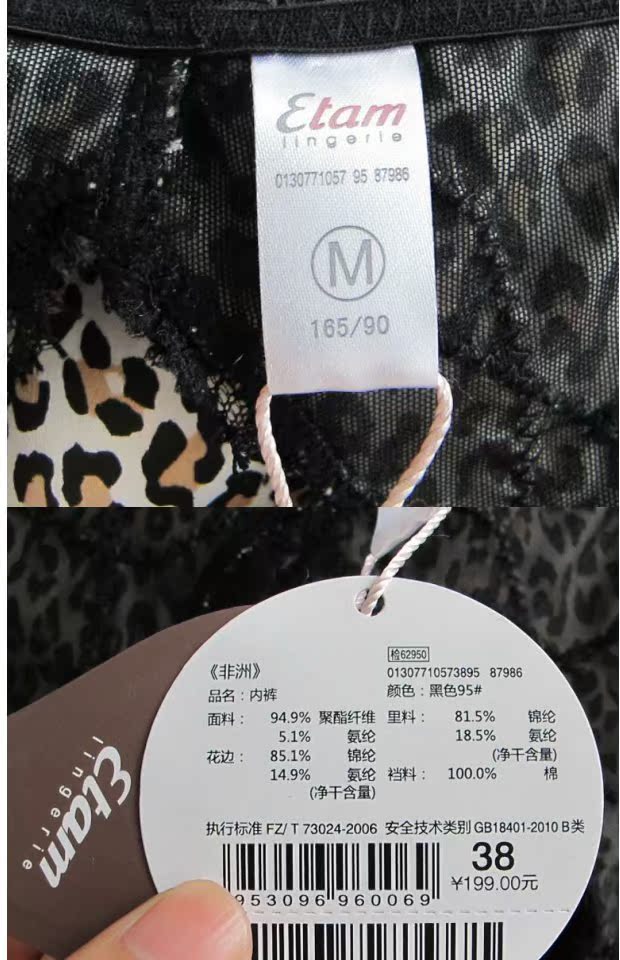 Etam
lingerie
0130771057 95 87986
M
165/90
《非洲》
检62950
01307710573895 87986
品名：内裤
颜色：黑色95#
面料： 94.9% 聚酯纤维
5.1% 氨纶
里料： 81.5% 锦纶
18.5% 氨纶
(净干含量)
花边： 85.1% 锦纶
14.9% 氨纶
(净干含量)
裆料： 100.0% 棉
执行标准 FZ/T 73024-2006 安全技术类别 GB18401-2010 B类
38
¥199.00元
953096 960069
Etam
lingerie